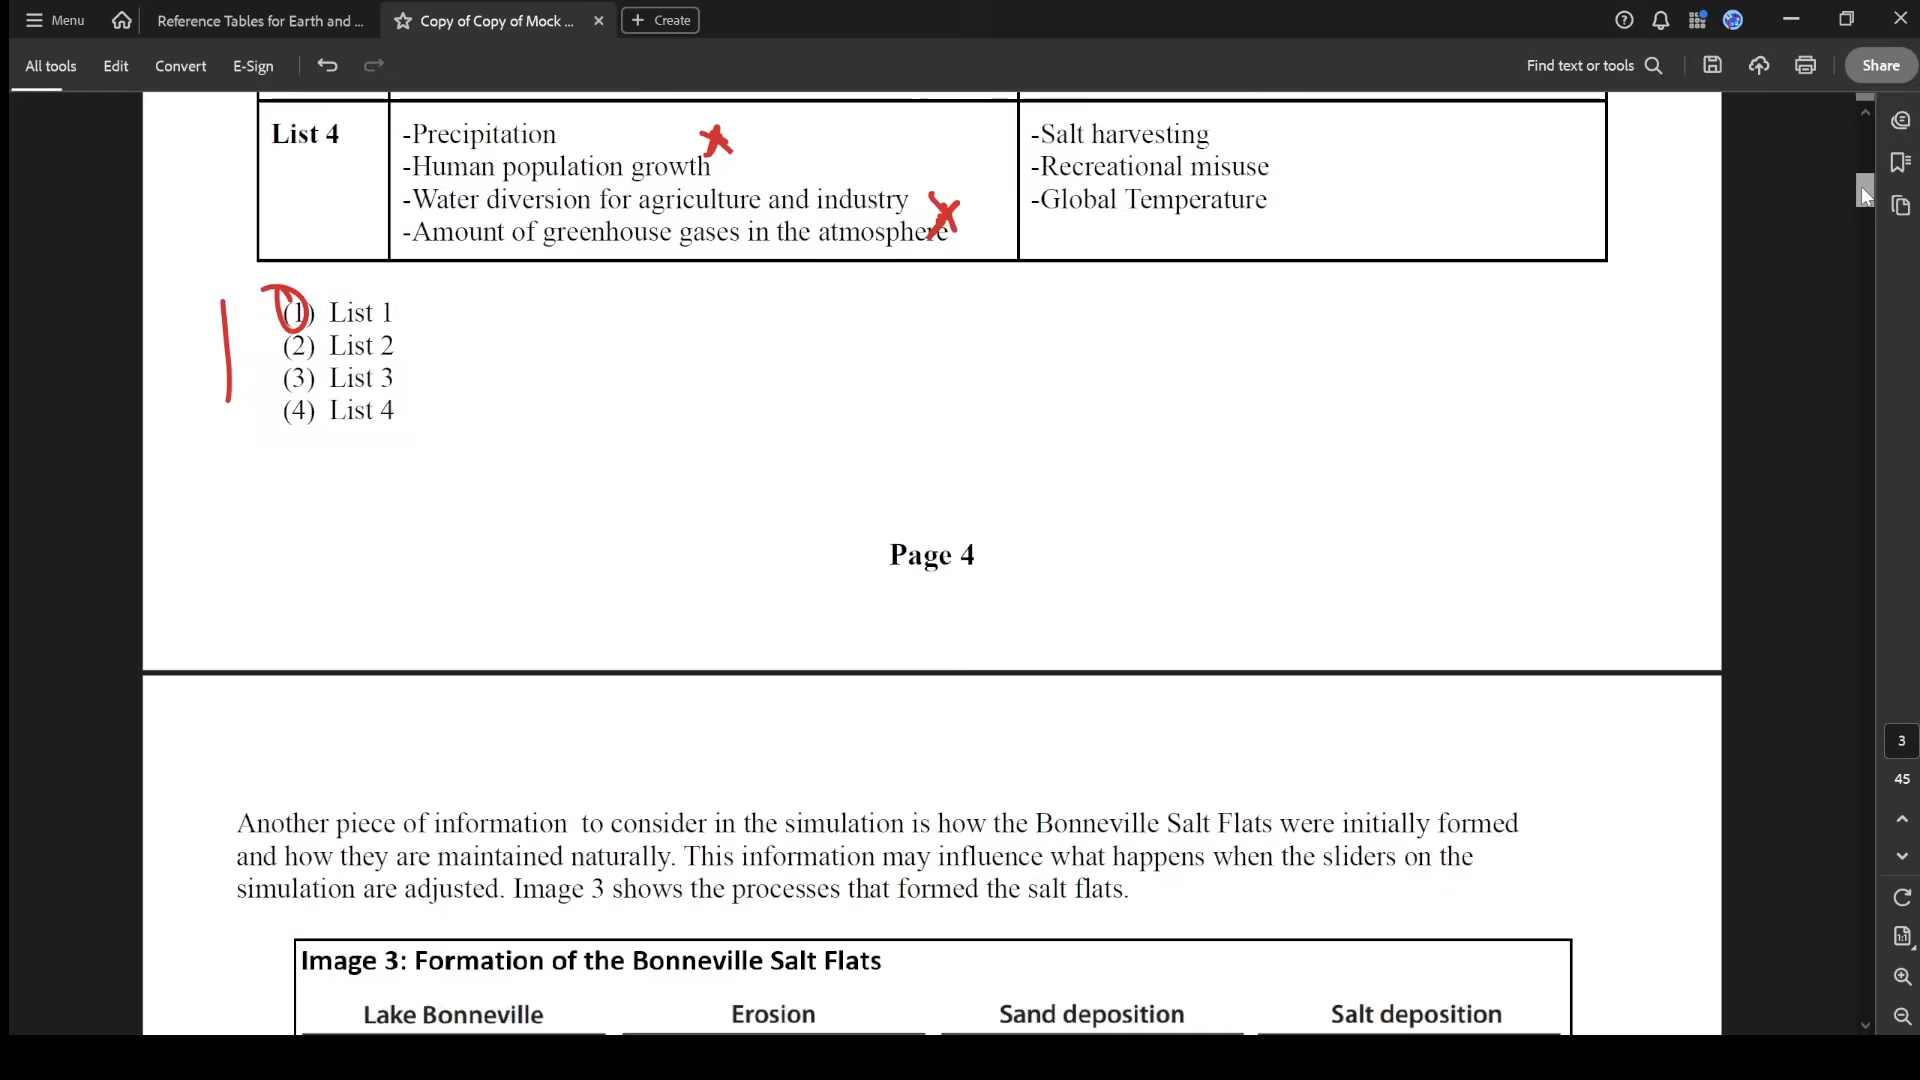 Menu
Reference Tables for Earth and ...
Copy of Copy of Mock ...
Create
All tools
Edit
Convert
E-Sign
Find text or tools
Share
List 4
-Precipitation
-Human population growth
-Water diversion for agriculture and industry
-Amount of greenhouse gases in the atmosphere
-Salt harvesting
-Recreational misuse
-Global Temperature
(1) List 1
(2) List 2
(3) List 3
(4) List 4
Page 4
3
45
Another piece of information to consider in the simulation is how the Bonneville Salt Flats were initially formed
and how they are maintained naturally. This information may influence what happens when the sliders on the
simulation are adjusted. Image 3 shows the processes that formed the salt flats.
Image 3: Formation of the Bonneville Salt Flats
Lake Bonneville
Erosion
Sand deposition
Salt deposition